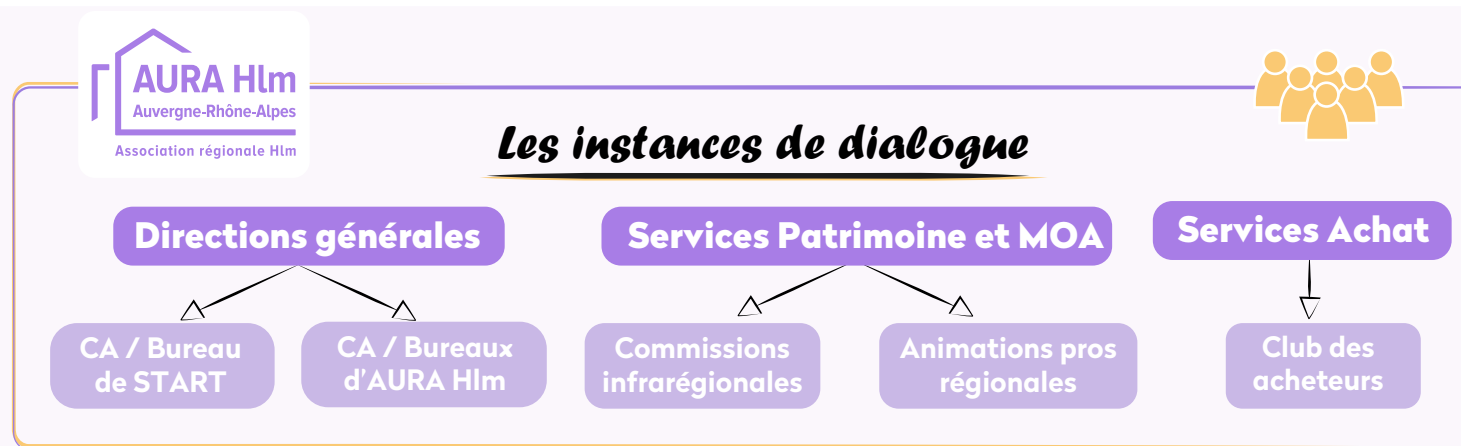 AURA Hlm
Auvergne-Rhône-Alpes
Association régionale Hlm
Les instances de dialogue
Directions générales
Services Patrimoine et MOA
Services Achat
CA / Bureau
de START
CA / Bureaux
d'AURA Hlm
Commissions
infrarégionales
Animations pros
régionales
Club des
acheteurs